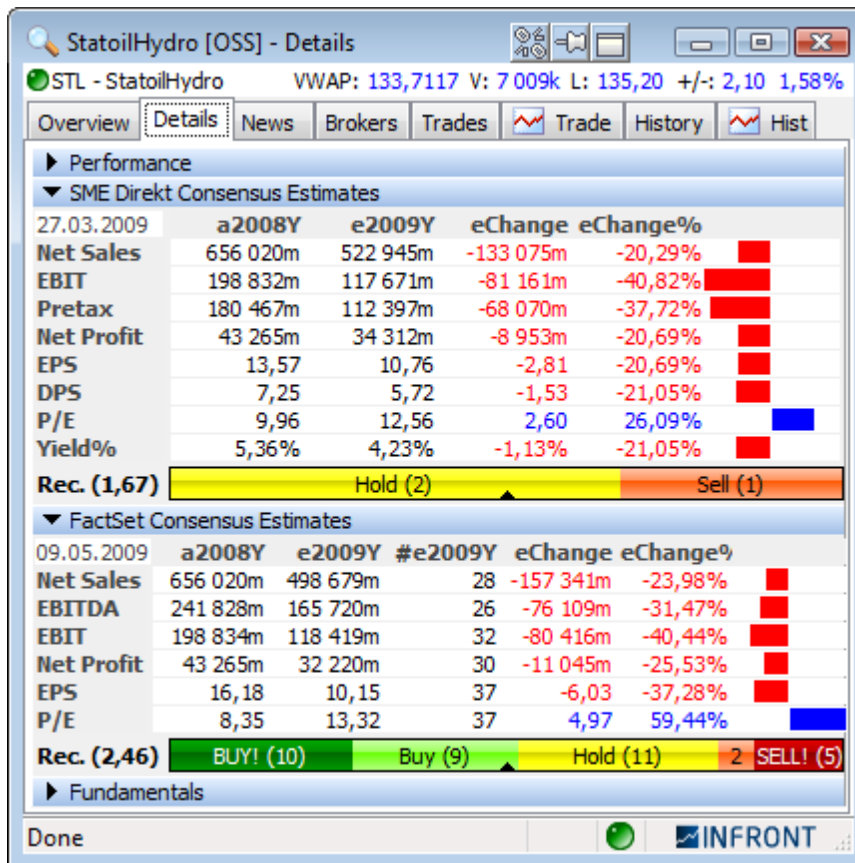 StatoilHydro [OSS] - Details
STL - StatoilHydro VWAP: 133,7117 V: 7 009k L: 135,20 +/-: 2,10 1,58%
Overview Details News Brokers Trades Trade History Hist
Performance
SME Direkt Consensus Estimates
27.03.2009 a2008Y e2009Y eChange eChange%
Net Sales 656 020m 522 945m -133 075m -20,29%
EBIT 198 832m 117 671m -81 161m -40,82%
Pretax 180 467m 112 397m -68 070m -37,72%
Net Profit 43 265m 34 312m -8 953m -20,69%
EPS 13,57 10,76 -2,81 -20,69%
DPS 7,25 5,72 -1,53 -21,05%
P/E 9,96 12,56 2,60 26,09%
Yield% 5,36% 4,23% -1,13% -21,05%
Rec. (1,67) Hold (2) Sell (1)
FactSet Consensus Estimates
09.05.2009 a2008Y e2009Y #e2009Y eChange eChange%
Net Sales 656 020m 498 679m 28 -157 341m -23,98%
EBITDA 241 828m 165 720m 26 -76 109m -31,47%
EBIT 198 834m 118 419m 32 -80 416m -40,44%
Net Profit 43 265m 32 220m 30 -11 045m -25,53%
EPS 16,18 10,15 37 -6,03 -37,28%
P/E 8,35 13,32 37 4,97 59,44%
Rec. (2,46) BUY! (10) Buy (9) Hold (11) 2 SELL! (5)
Fundamentals
Done INFRONT